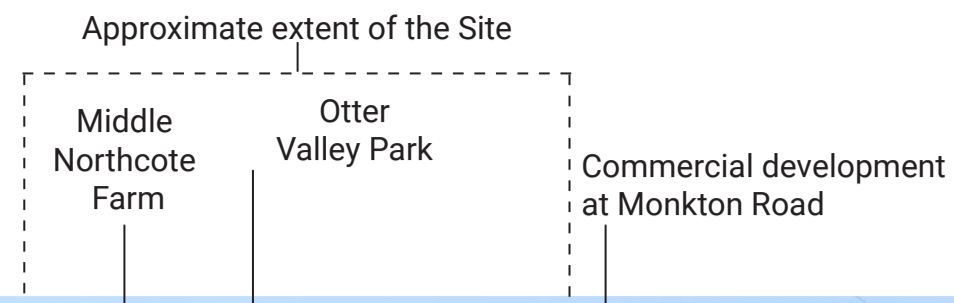 Approximate extent of the Site
Middle
Northcote
Farm
Otter
Valley Park
Commercial development
at Monkton Road